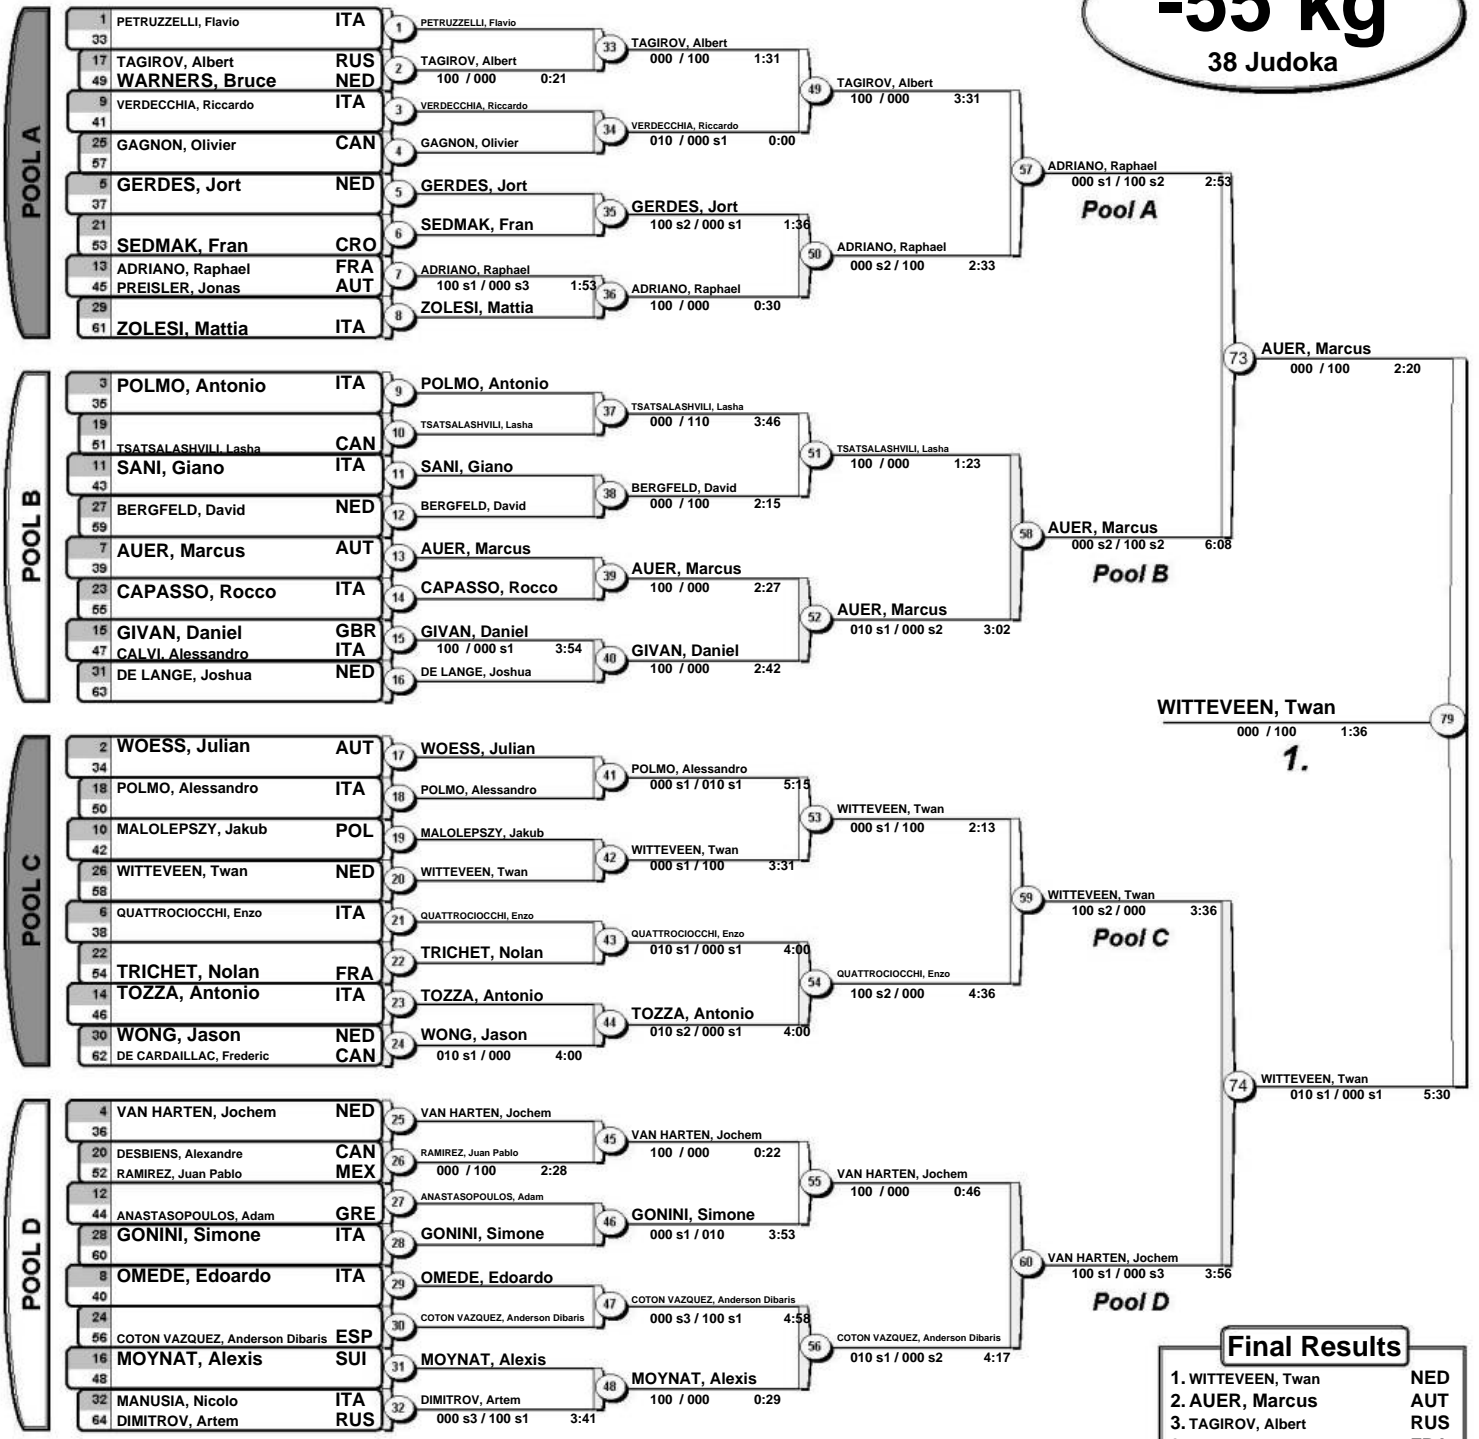 -55 kg
38 Judoka
POOL A
1 PETRUZZELLI, Flavio ITA
33
17 TAGIROV, Albert RUS
49 WARNERS, Bruce NED
9 VERDECCHIA, Riccardo ITA
41
25 GAGNON, Olivier CAN
57
5 GERDES, Jort NED
37
21
53 SEDMAK, Fran CRO
13 ADRIANO, Raphael FRA
45 PREISLER, Jonas AUT
29
61 ZOLESI, Mattia ITA
1 PETRUZZELLI, Flavio
2 TAGIROV, Albert
100 / 000 0:21
3 VERDECCHIA, Riccardo
4 GAGNON, Olivier
5 GERDES, Jort
6 SEDMAK, Fran
7 ADRIANO, Raphael
100 s1 / 000 s3 1:53
8 ZOLESI, Mattia
33 TAGIROV, Albert
000 / 100 1:31
34 VERDECCHIA, Riccardo
010 / 000 s1 0:00
35 GERDES, Jort
100 s2 / 000 s1 1:36
36 ADRIANO, Raphael
100 / 000 0:30
49 TAGIROV, Albert
100 / 000 3:31
50 ADRIANO, Raphael
000 s2 / 100 2:33
57 ADRIANO, Raphael
000 s1 / 100 s2 2:53
Pool A
POOL B
3 POLMO, Antonio ITA
35
19
51 TSATSALASHVILI, Lasha CAN
11 SANI, Giano ITA
43
27 BERGFELD, David NED
59
7 AUER, Marcus AUT
39
23 CAPASSO, Rocco ITA
55
15 GIVAN, Daniel GBR
47 CALVI, Alessandro ITA
31 DE LANGE, Joshua NED
63
9 POLMO, Antonio
10 TSATSALASHVILI, Lasha
11 SANI, Giano
12 BERGFELD, David
13 AUER, Marcus
14 CAPASSO, Rocco
15 GIVAN, Daniel
100 / 000 s1 3:54
16 DE LANGE, Joshua
37 TSATSALASHVILI, Lasha
000 / 110 3:46
38 BERGFELD, David
000 / 100 2:15
39 AUER, Marcus
100 / 000 2:27
40 GIVAN, Daniel
100 / 000 2:42
51 TSATSALASHVILI, Lasha
100 / 000 1:23
52 AUER, Marcus
010 s1 / 000 s2 3:02
58 AUER, Marcus
000 s2 / 100 s2 6:08
Pool B
73 AUER, Marcus
000 / 100 2:20
WITTEVEEN, Twan 79
000 / 100 1:36
1.
POOL C
2 WOESS, Julian AUT
34
18 POLMO, Alessandro ITA
50
10 MALOLEPSZY, Jakub POL
42
26 WITTEVEEN, Twan NED
58
6 QUATTROCIOCCHI, Enzo ITA
38
22
54 TRICHET, Nolan FRA
14 TOZZA, Antonio ITA
46
30 WONG, Jason NED
62 DE CARDAILLAC, Frederic CAN
17 WOESS, Julian
18 POLMO, Alessandro
19 MALOLEPSZY, Jakub
20 WITTEVEEN, Twan
21 QUATTROCIOCCHI, Enzo
22 TRICHET, Nolan
23 TOZZA, Antonio
24 WONG, Jason
010 s1 / 000 4:00
41 POLMO, Alessandro
000 s1 / 010 s1 5:15
42 WITTEVEEN, Twan
000 s1 / 100 3:31
43 QUATTROCIOCCHI, Enzo
010 s1 / 000 s1 4:00
44 TOZZA, Antonio
010 s2 / 000 s1 4:00
53 WITTEVEEN, Twan
000 s1 / 100 2:13
54 QUATTROCIOCCHI, Enzo
100 s2 / 000 4:36
59 WITTEVEEN, Twan
100 s2 / 000 3:36
Pool C
74 WITTEVEEN, Twan
010 s1 / 000 s1 5:30
POOL D
4 VAN HARTEN, Jochem NED
36
20 DESBIENS, Alexandre CAN
52 RAMIREZ, Juan Pablo MEX
12
44 ANASTASOPOULOS, Adam GRE
28 GONINI, Simone ITA
60
8 OMEDE, Edoardo ITA
40
24
56 COTON VAZQUEZ, Anderson Dibaris ESP
16 MOYNAT, Alexis SUI
48
32 MANUSIA, Nicolo ITA
64 DIMITROV, Artem RUS
25 VAN HARTEN, Jochem
26 RAMIREZ, Juan Pablo
000 / 100 2:28
27 ANASTASOPOULOS, Adam
28 GONINI, Simone
29 OMEDE, Edoardo
30 COTON VAZQUEZ, Anderson Dibaris
31 MOYNAT, Alexis
32 DIMITROV, Artem
000 s3 / 100 s1 3:41
45 VAN HARTEN, Jochem
100 / 000 0:22
46 GONINI, Simone
000 s1 / 010 3:53
47 COTON VAZQUEZ, Anderson Dibaris
000 s3 / 100 s1 4:58
48 MOYNAT, Alexis
100 / 000 0:29
55 VAN HARTEN, Jochem
100 / 000 0:46
56 COTON VAZQUEZ, Anderson Dibaris
010 s1 / 000 s2 4:17
60 VAN HARTEN, Jochem
100 s1 / 000 s3 3:56
Pool D
Final Results
1. WITTEVEEN, Twan NED
2. AUER, Marcus AUT
3. TAGIROV, Albert RUS